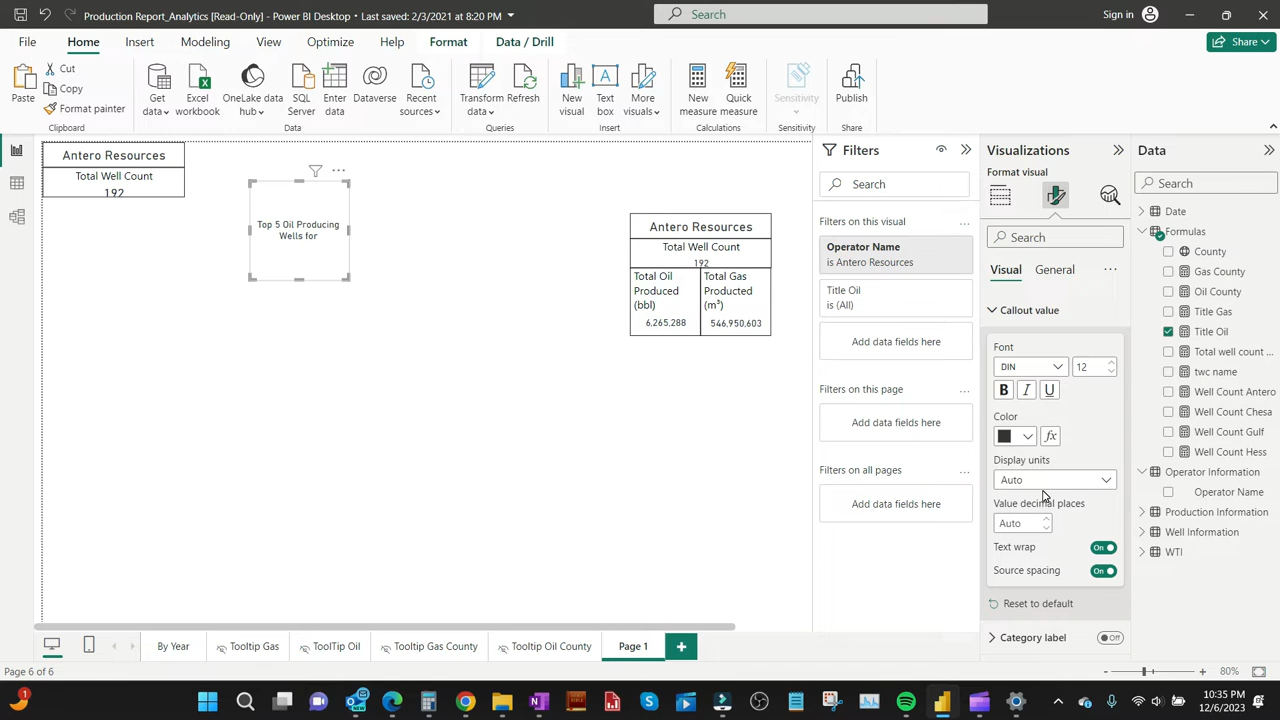 Production Report_Analytics [Read-Only] - Power BI Desktop • Last saved: 2/3/2021 at 8:20 PM
Search
Sign in
File
Home
Insert
Modeling
View
Optimize
Help
Format
Data / Drill
Share
Paste
Cut
Copy
Format painter
Clipboard
Get data
Excel workbook
OneLake data hub
SQL Server
Enter data
Dataverse
Recent sources
Data
Transform data
Refresh
Queries
New visual
Text box
More visuals
Insert
New measure
Quick measure
Calculations
Sensitivity
Sensitivity
Publish
Share
Antero Resources
Total Well Count
192
Top 5 Oil Producing
Wells for
Antero Resources
Total Well Count
192
Total Oil
Produced
(bbl)
6,265,288
Total Gas
Producted
(m³)
546,950,603
Filters
Search
Filters on this visual
Operator Name
is Antero Resources
Title Oil
is (All)
Add data fields here
Filters on this page
Add data fields here
Filters on all pages
Add data fields here
Visualizations
Format visual
Search
Visual
General
Callout value
Font
DIN
12
B
I
U
Color
fx
Display units
Auto
Value decimal places
Auto
Text wrap
On
Source spacing
On
Reset to default
Category label
Off
Data
Search
Date
Formulas
County
Gas County
Oil County
Title Gas
Title Oil
Total well count ...
twc name
Well Count Antero
Well Count Chesa
Well Count Gulf
Well Count Hess
Operator Information
Operator Name
Production Information
Well Information
WTI
By Year
Tooltip Gas
ToolTip Oil
Tooltip Gas County
Tooltip Oil County
Page 1
Page 6 of 6
80%
1
10:35 PM
12/6/2023